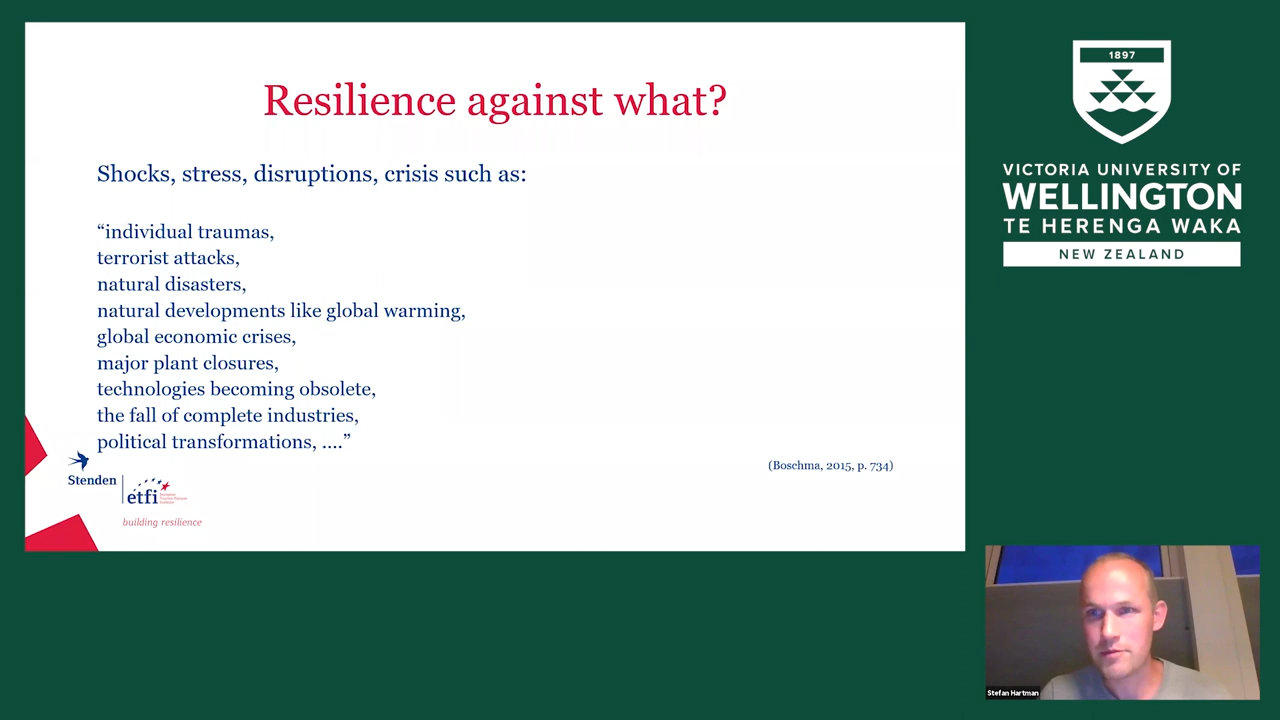 Resilience against what?
Shocks, stress, disruptions, crisis such as:
“individual traumas,
terrorist attacks,
natural disasters,
natural developments like global warming,
global economic crises,
major plant closures,
technologies becoming obsolete,
the fall of complete industries,
political transformations, ....”
(Boschma, 2015, p. 734)
Stenden
etfi
building resilience
1897
VICTORIA UNIVERSITY OF
WELLINGTON
TE HERENGA WAKA
NEW ZEALAND
Stefan Hartman